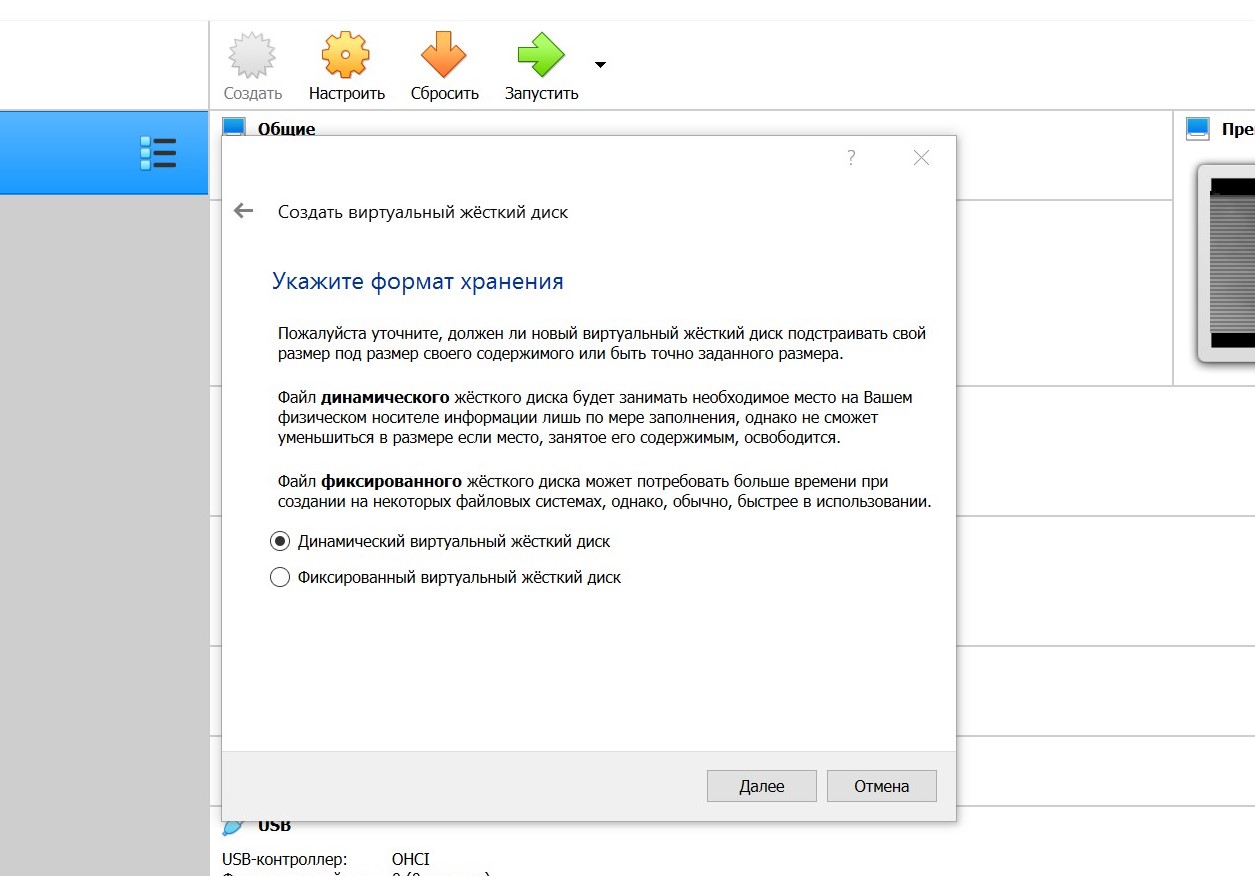 Создать
Настроить
Сбросить
Запустить
Общие
?
Создать виртуальный жёсткий диск
Укажите формат хранения
Пожалуйста уточните, должен ли новый виртуальный жёсткий диск подстраивать свой
размер под размер своего содержимого или быть точно заданного размера.
Файл динамического жёсткого диска будет занимать необходимое место на Вашем
физическом носителе информации лишь по мере заполнения, однако не сможет
уменьшиться в размере если место, занятое его содержимым, освободится.
Файл фиксированного жёсткого диска может потребовать больше времени при
создании на некоторых файловых системах, однако, обычно, быстрее в использовании.
Динамический виртуальный жёсткий диск
Фиксированный виртуальный жёсткий диск
Далее
Отмена
USB
USB-контроллер:
OHCI